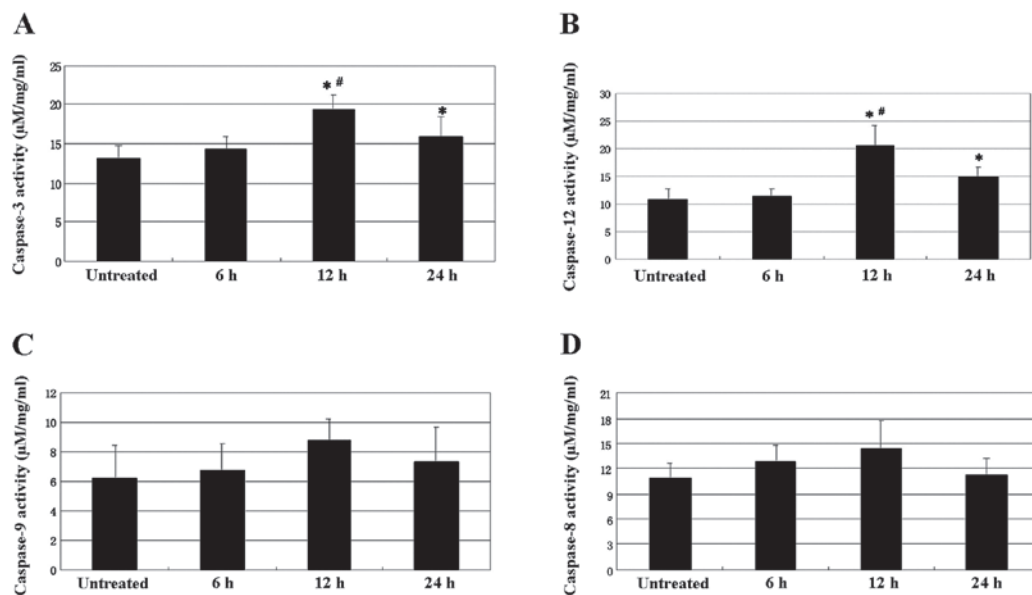 A
Caspase-3 activity (μM/mg/ml)
25
20
15
10
5
0
* #
*
Untreated 6 h 12 h 24 h
B
Caspase-12 activity (μM/mg/ml)
30
25
20
15
10
5
0
* #
*
Untreated 6 h 12 h 24 h
C
Caspase-9 activity (μM/mg/ml)
12
10
8
6
4
2
0
Untreated 6 h 12 h 24 h
D
Caspase-8 activity (μM/mg/ml)
21
18
15
12
9
6
3
0
Untreated 6 h 12 h 24 h